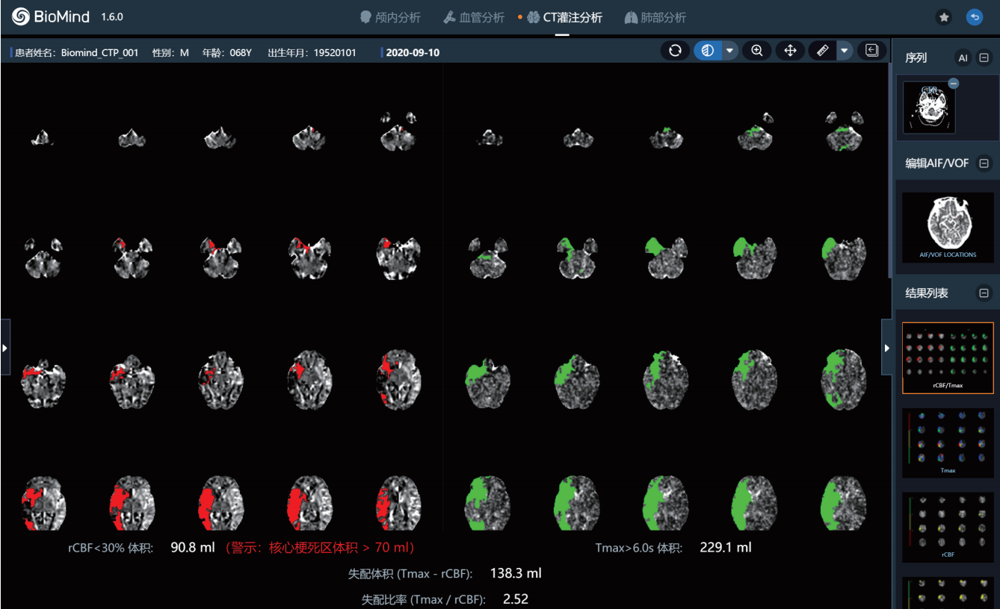 BioMind 1.6.0 颅内分析 血管分析 CT灌注分析 肺部分析
患者姓名: Biomind_CTP_001 性别: M 年龄: 068Y 出生年月: 19520101 2020-09-10
序列 AI
CTP
编辑AIF/VOF
AIF/VOF LOCATIONS
结果列表
rCBF/Tmax
Tmax
rCBF
rCBF<30% 体积: 90.8 ml (警示: 核心梗死区体积 > 70 ml) Tmax>6.0s 体积: 229.1 ml
失配体积 (Tmax - rCBF): 138.3 ml
失配比率 (Tmax / rCBF): 2.52